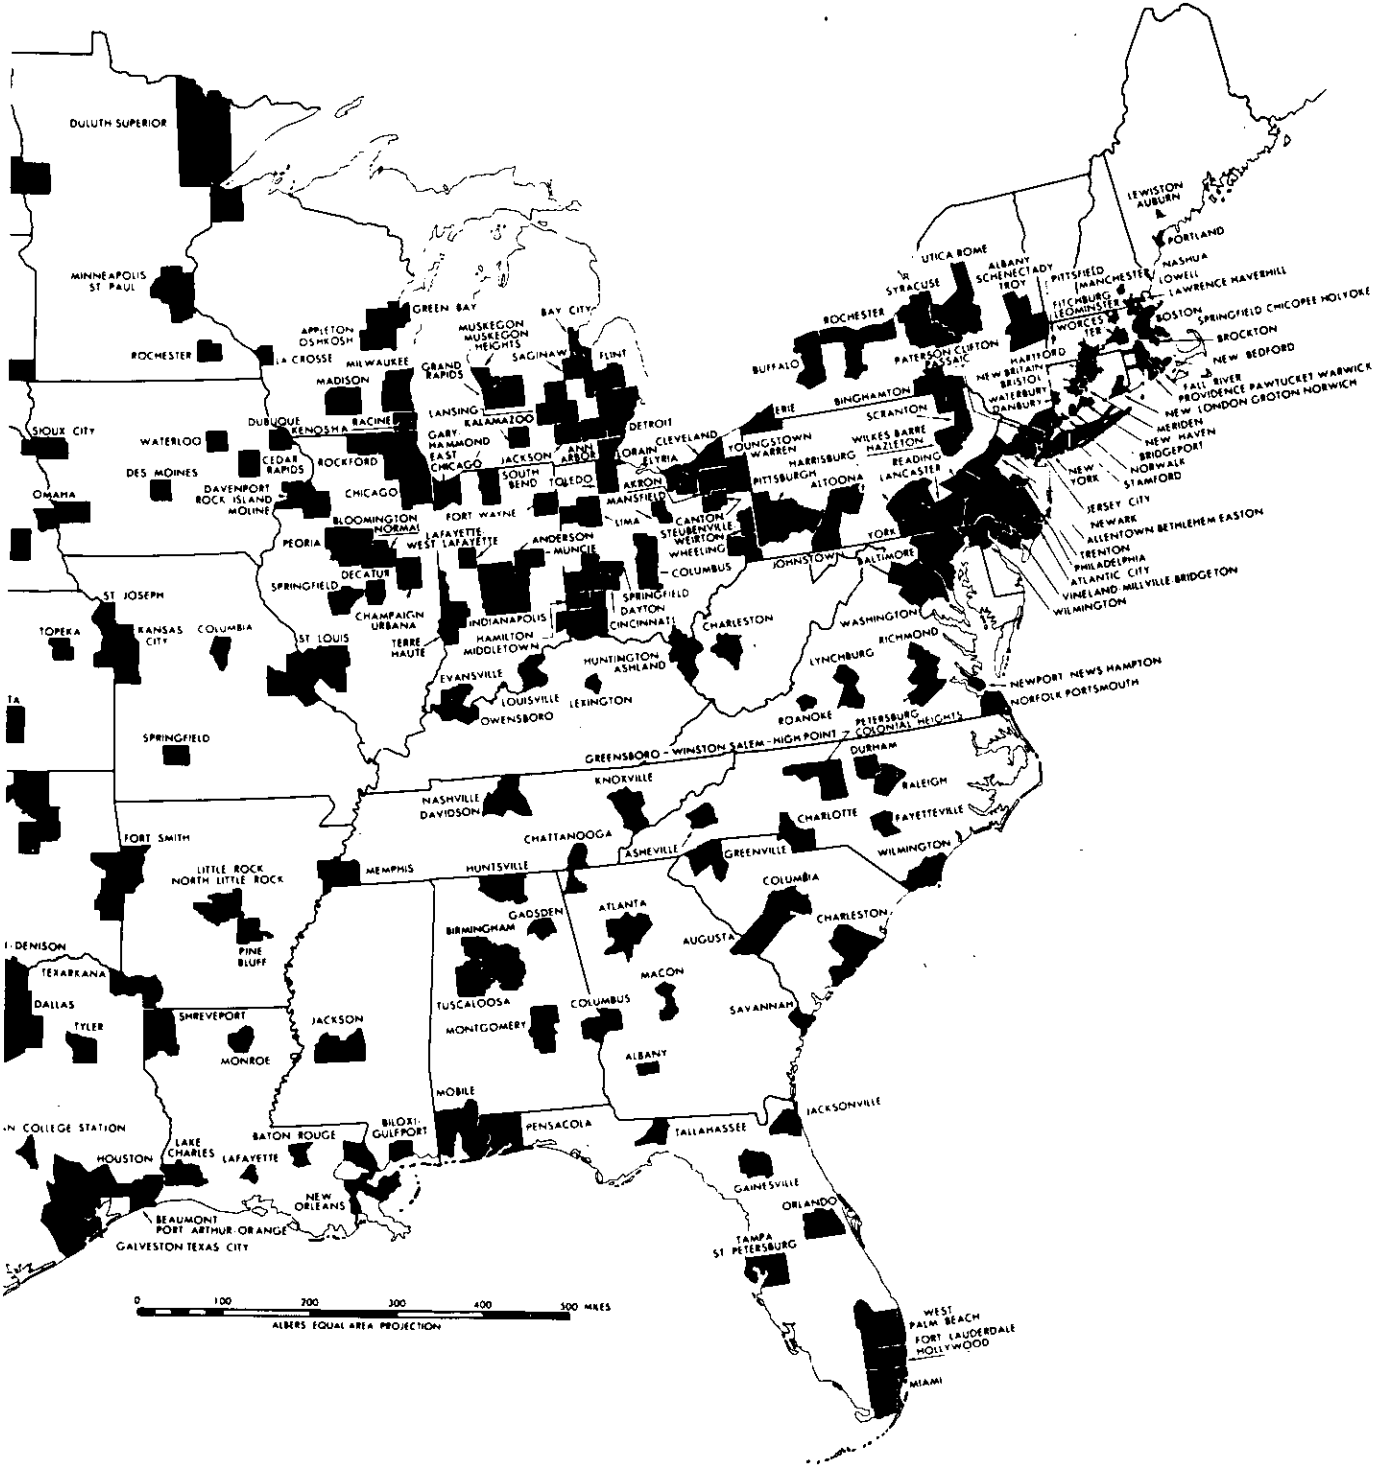 DULUTH SUPERIOR
LEWISTON
AUBURN
PORTLAND
UTICA ROME
ALBANY
SCHENECTADY
TROY
PITTSFIELD
MANCHESTER
NASHUA
LOWELL
LAWRENCE HAVERHILL
MINNEAPOLIS
ST PAUL
SYRACUSE
FITCHBURG
LEOMINSTER
GREEN BAY
BAY CITY
ROCHESTER
WORCES
TER
BOSTON
SPRINGFIELD CHICOPEE HOLYOKE
APPLETON
OSHKOSH
MUSKEGON
MUSKEGON
HEIGHTS
BROCKTON
ROCHESTER
LA CROSSE
MILWAUKEE
GRAND
RAPIDS
SAGINAW
FLINT
BUFFALO
PATERSON CLIFTON
PASSAIC
HARTFORD
NEW BRITAIN
BRISTOL
NEW BEDFORD
FALL RIVER
PROVIDENCE PAWTUCKET WARWICK
MADISON
LANSING
KALAMAZOO
ERIE
BINGHAMTON
WATERBURY
DANBURY
NEW LONDON GROTON NORWICH
MERIDEN
SIOUX CITY
WATERLOO
DUBUQUE
KENOSHA
RACINE
DETROIT
SCRANTON
NEW HAVEN
BRIDGEPORT
NORWALK
STAMFORD
CEDAR
RAPIDS
ROCKFORD
GARY
HAMMOND
EAST
CHICAGO
JACKSON
ANN
ARBOR
CLEVELAND
LORAIN
ELYRIA
YOUNGSTOWN
WARREN
WILKES BARRE
HAZLETON
HARRISBURG
READING
LANCASTER
NEW
YORK
JERSEY CITY
NEWARK
ALLENTOWN BETHLEHEM EASTON
TRENTON
PHILADELPHIA
ATLANTIC CITY
VINELAND-MILLVILLE-BRIDGETON
WILMINGTON
DES MOINES
DAVENPORT
ROCK ISLAND
MOLINE
CHICAGO
SOUTH
BEND
TOLEDO
AKRON
MANSFIELD
PITTSBURGH
ALTOONA
OMAHA
BLOOMINGTON
NORMAL
FORT WAYNE
LIMA
CANTON
STEUBENVILLE
WEIRTON
WHEELING
YORK
PEORIA
LAFAYETTE
WEST LAFAYETTE
ANDERSON
MUNCIE
COLUMBUS
JOHNSTOWN
BALTIMORE
SPRINGFIELD
DECATUR
CHAMPAIGN
URBANA
SPRINGFIELD
DAYTON
ST JOSEPH
KANSAS
CITY
TOPEKA
COLUMBIA
ST LOUIS
TERRE
HAUTE
INDIANAPOLIS
HAMILTON
MIDDLETOWN
CINCINNATI
CHARLESTON
WASHINGTON
RICHMOND
EVANSVILLE
LOUISVILLE
OWENSBORO
LEXINGTON
HUNTINGTON
ASHLAND
LYNCHBURG
ROANOKE
PETERSBURG
COLONIAL HEIGHTS
NEWPORT NEWS HAMPTON
NORFOLK PORTSMOUTH
TA
SPRINGFIELD
GREENSBORO - WINSTON SALEM - HIGH POINT
DURHAM
RALEIGH
NASHVILLE
DAVIDSON
KNOXVILLE
CHARLOTTE
FAYETTEVILLE
FORT SMITH
CHATTANOOGA
ASHEVILLE
GREENVILLE
WILMINGTON
LITTLE ROCK
NORTH LITTLE ROCK
MEMPHIS
HUNTSVILLE
COLUMBIA
PINE
BLUFF
GADSDEN
BIRMINGHAM
ATLANTA
AUGUSTA
CHARLESTON
-DENISON
TEXARKANA
DALLAS
TYLER
TUSCALOOSA
MONTGOMERY
COLUMBUS
MACON
SAVANNAH
SHREVEPORT
MONROE
JACKSON
ALBANY
MOBILE
PENSACOLA
TALLAHASSEE
JACKSONVILLE
AN COLLEGE STATION
HOUSTON
LAKE
CHARLES
LAFAYETTE
BATON ROUGE
BILOXI-
GULFPORT
NEW
ORLEANS
GAINESVILLE
ORLANDO
BEAUMONT
PORT ARTHUR-ORANGE
GALVESTON TEXAS CITY
TAMPA
ST PETERSBURG
0 100 200 300 400 500 MILES
ALBERS EQUAL AREA PROJECTION
WEST
PALM BEACH
FORT LAUDERDALE
HOLLYWOOD
MIAMI